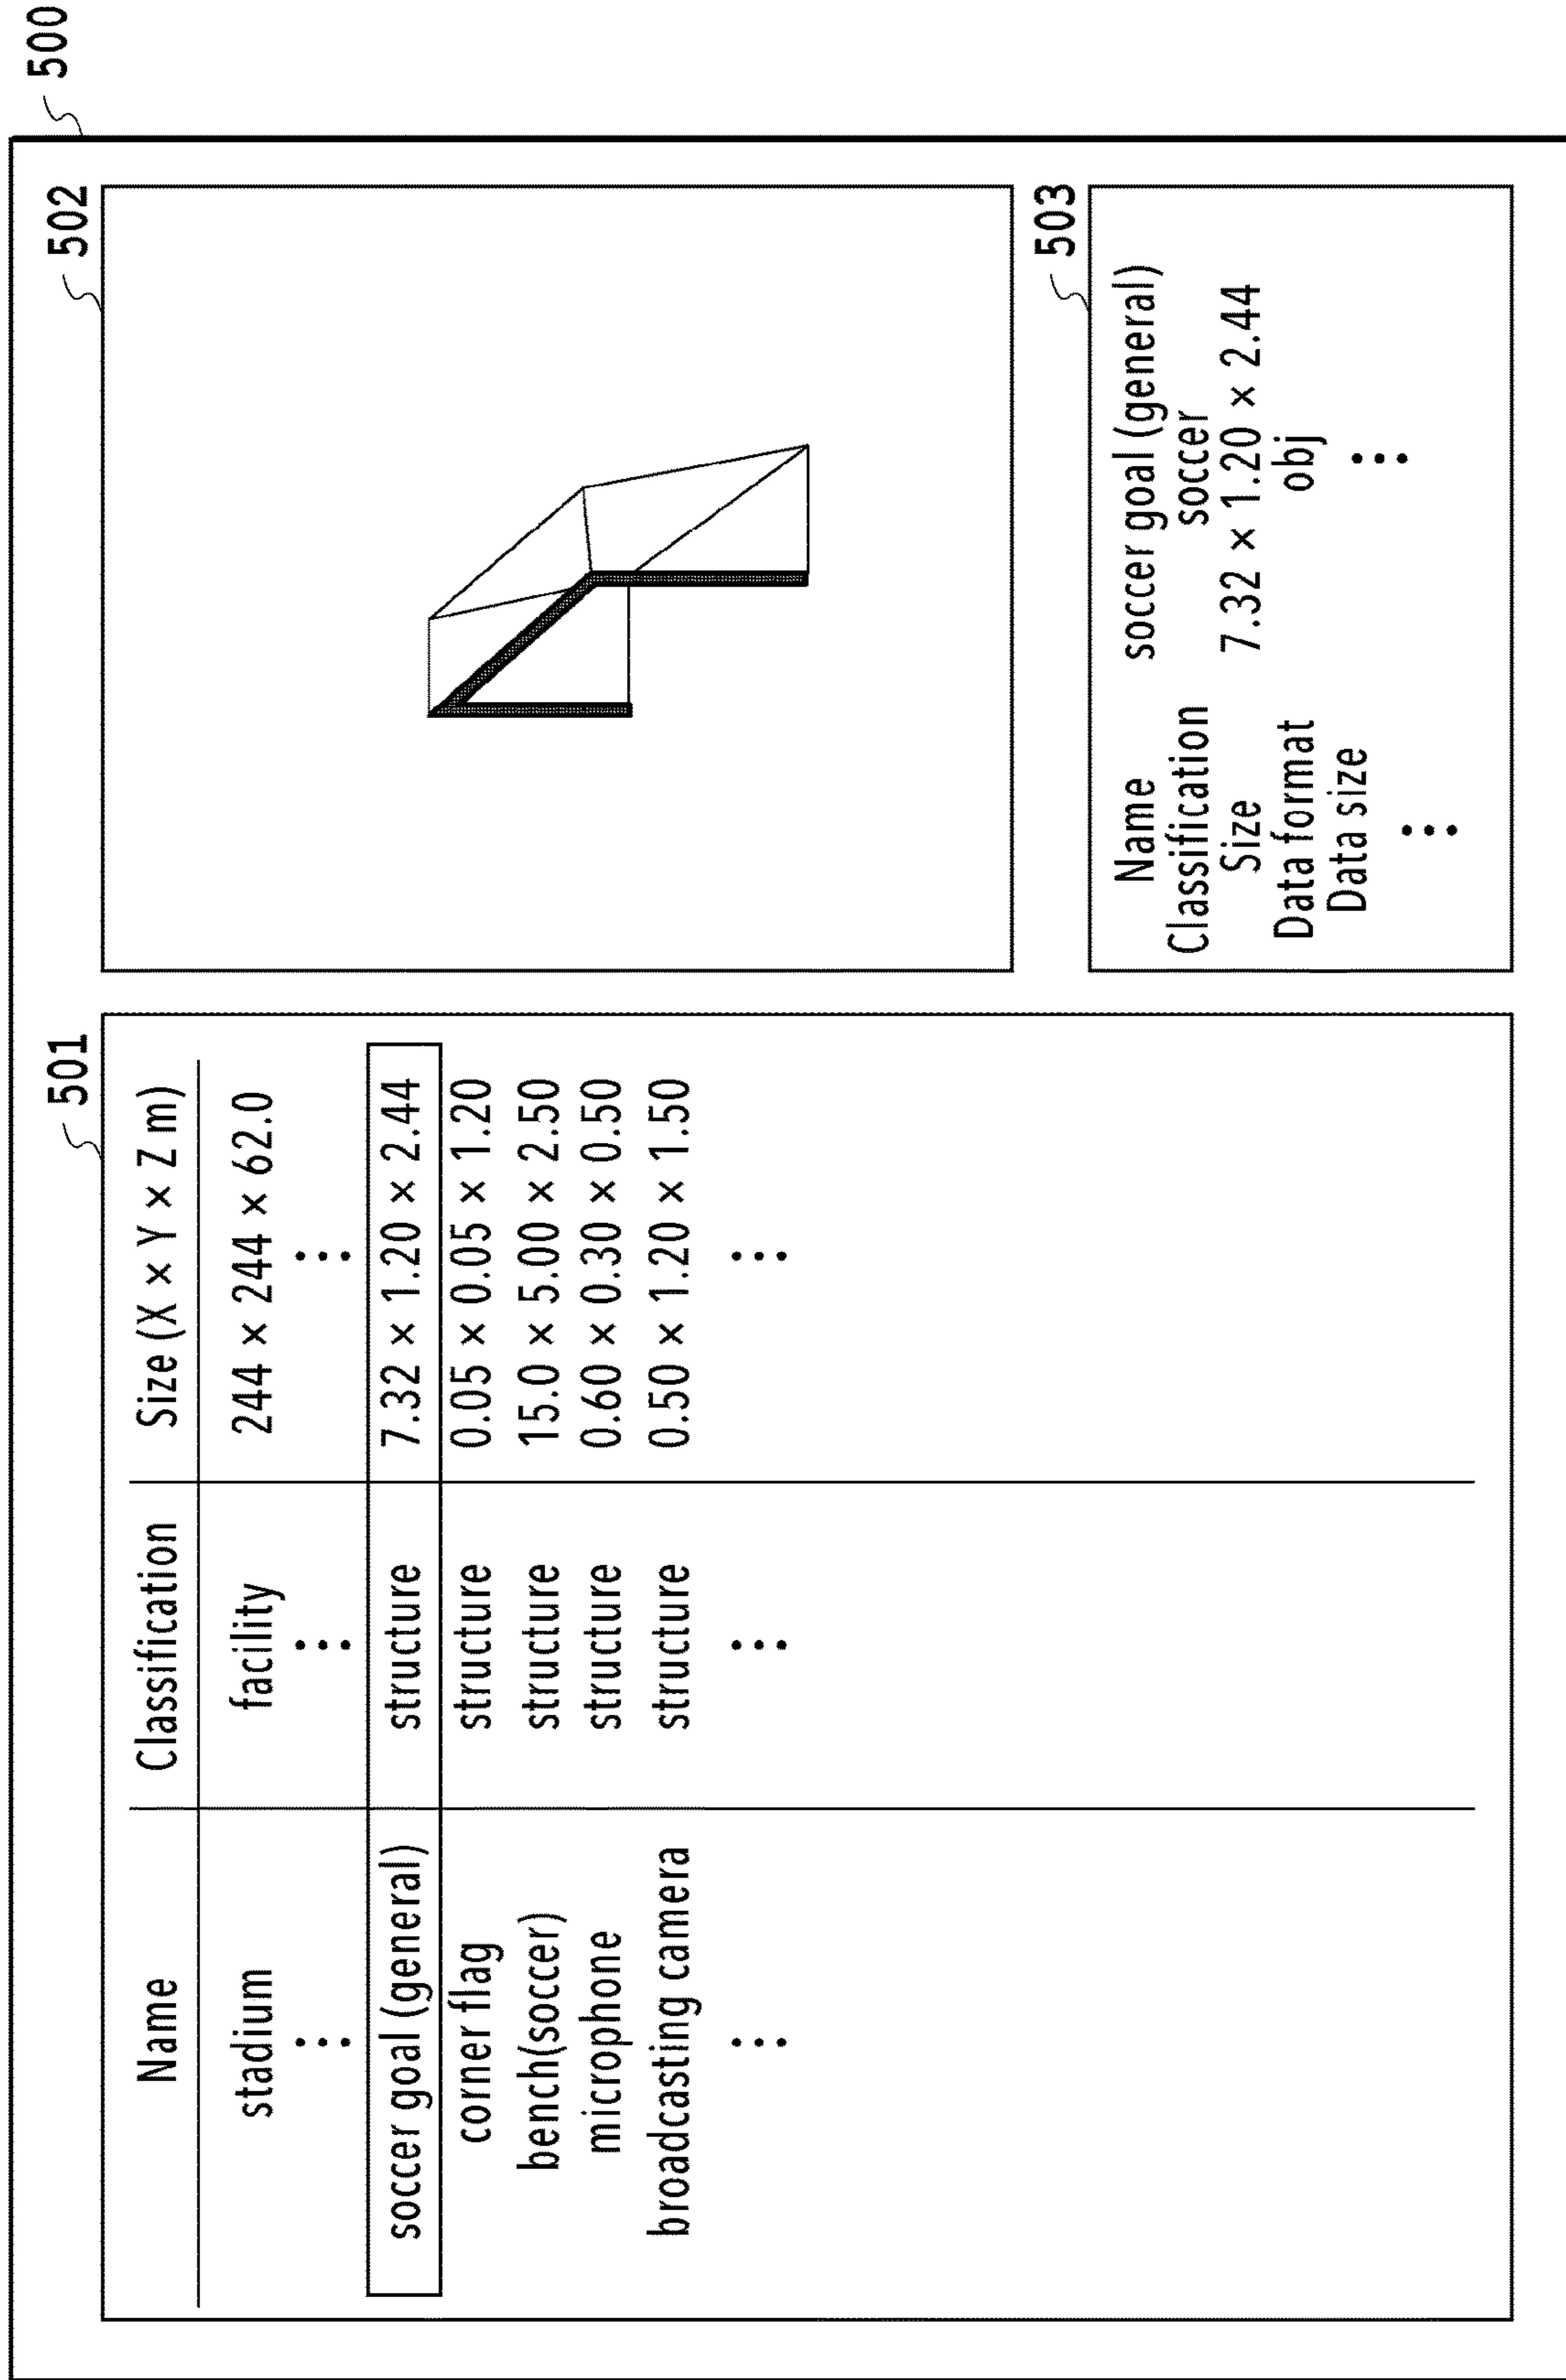 500
501
Name Classification Size (X × Y × Z m)
stadium facility 244 × 244 × 62.0
⋮ ⋮ ⋮
soccer goal (general) structure 7.32 × 1.20 × 2.44
corner flag structure 0.05 × 0.05 × 1.20
bench(soccer) structure 15.0 × 5.00 × 2.50
microphone structure 0.60 × 0.30 × 0.50
broadcasting camera structure 0.50 × 1.20 × 1.50
⋮ ⋮ ⋮
502
503
Name soccer goal (general)
Classification soccer
Size 7.32 × 1.20 × 2.44
Data format obj
Data size ⋮
⋮